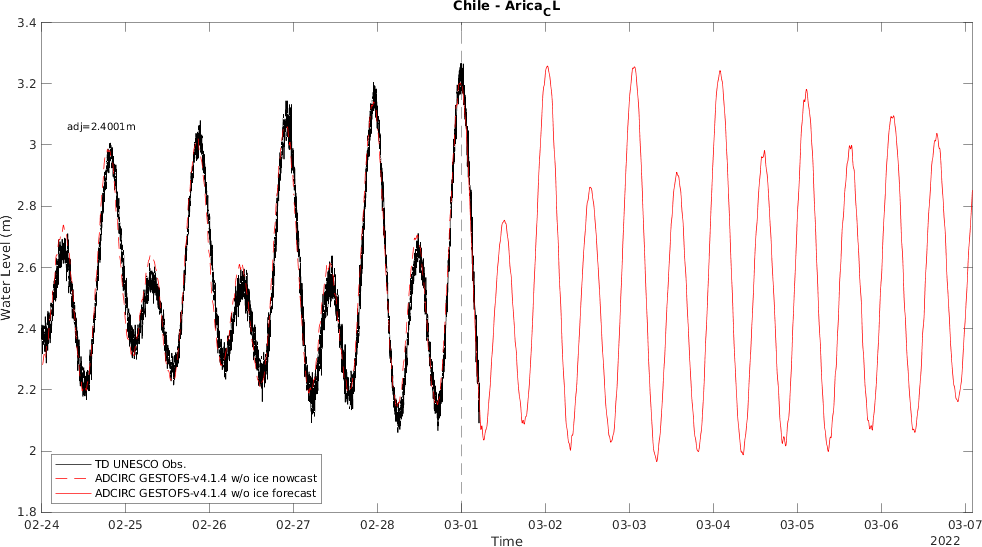 Chile - Arica_CL
3.4
3.2
3
2.8
2.6
2.4
2.2
2
1.8
Water Level (m)
adj=2.4001m
TD UNESCO Obs.
ADCIRC GESTOFS-v4.1.4 w/o ice nowcast
ADCIRC GESTOFS-v4.1.4 w/o ice forecast
02-24 02-25 02-26 02-27 02-28 03-01 03-02 03-03 03-04 03-05 03-06 03-07
Time
2022